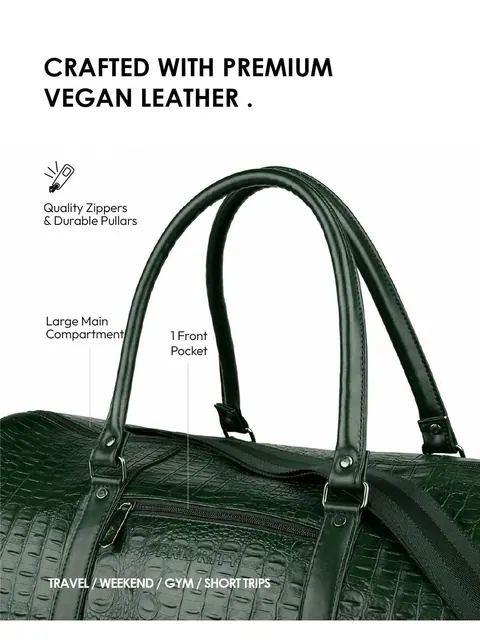 CRAFTED WITH PREMIUM
VEGAN LEATHER .
Quality Zippers
& Durable Pullars
Large Main
Compartment
1 Front
Pocket
PRIORITY
TRAVEL / WEEKEND / GYM / SHORT TRIPS